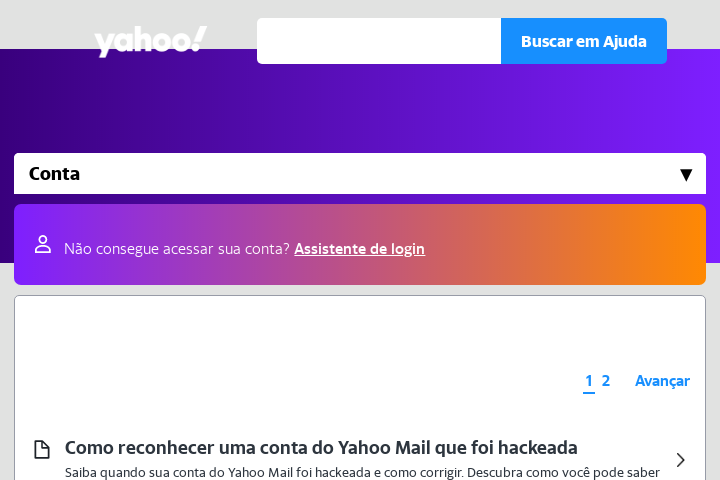 yahoo!
Buscar em Ajuda
Conta
Não consegue acessar sua conta? Assistente de login
1 2 Avançar
Como reconhecer uma conta do Yahoo Mail que foi hackeada
Saiba quando sua conta do Yahoo Mail foi hackeada e como corrigir. Descubra como você pode saber